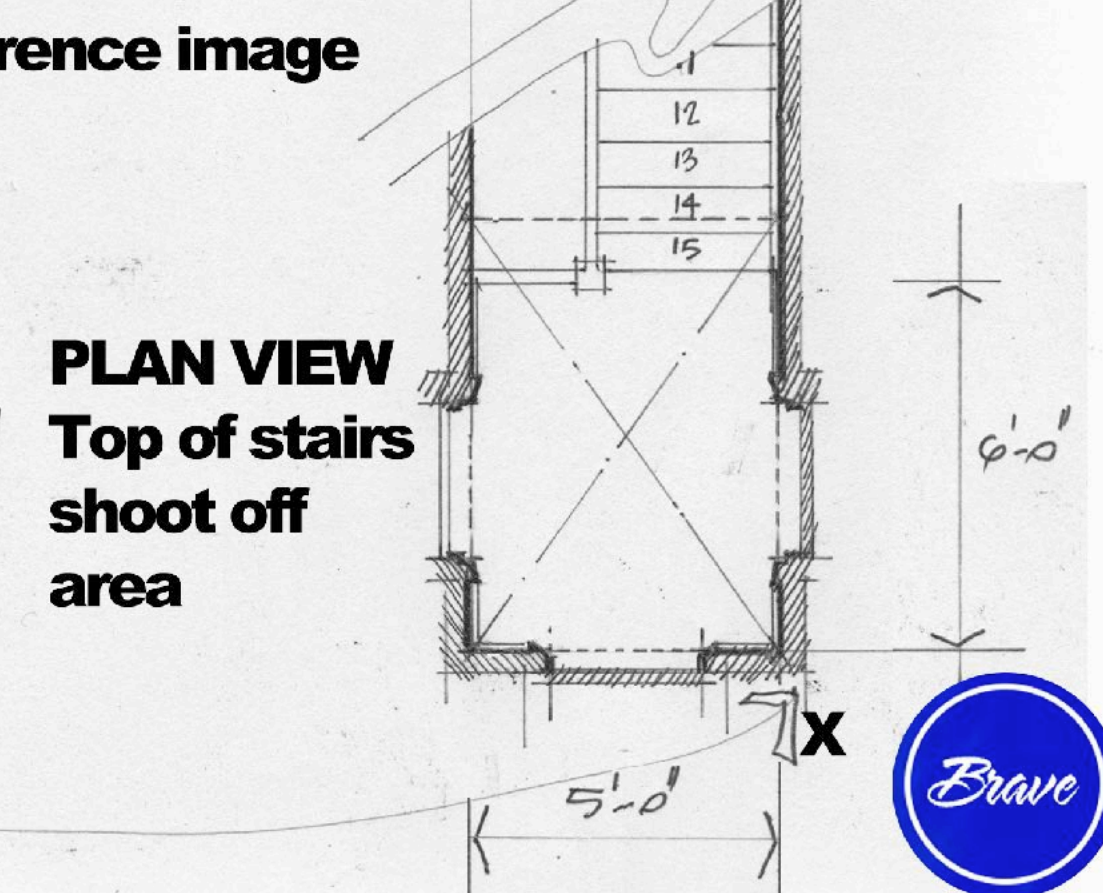 rence image
12
13
14
15
PLAN VIEW
Top of stairs
shoot off
area
6'-0"
X
5'-0"
Brave